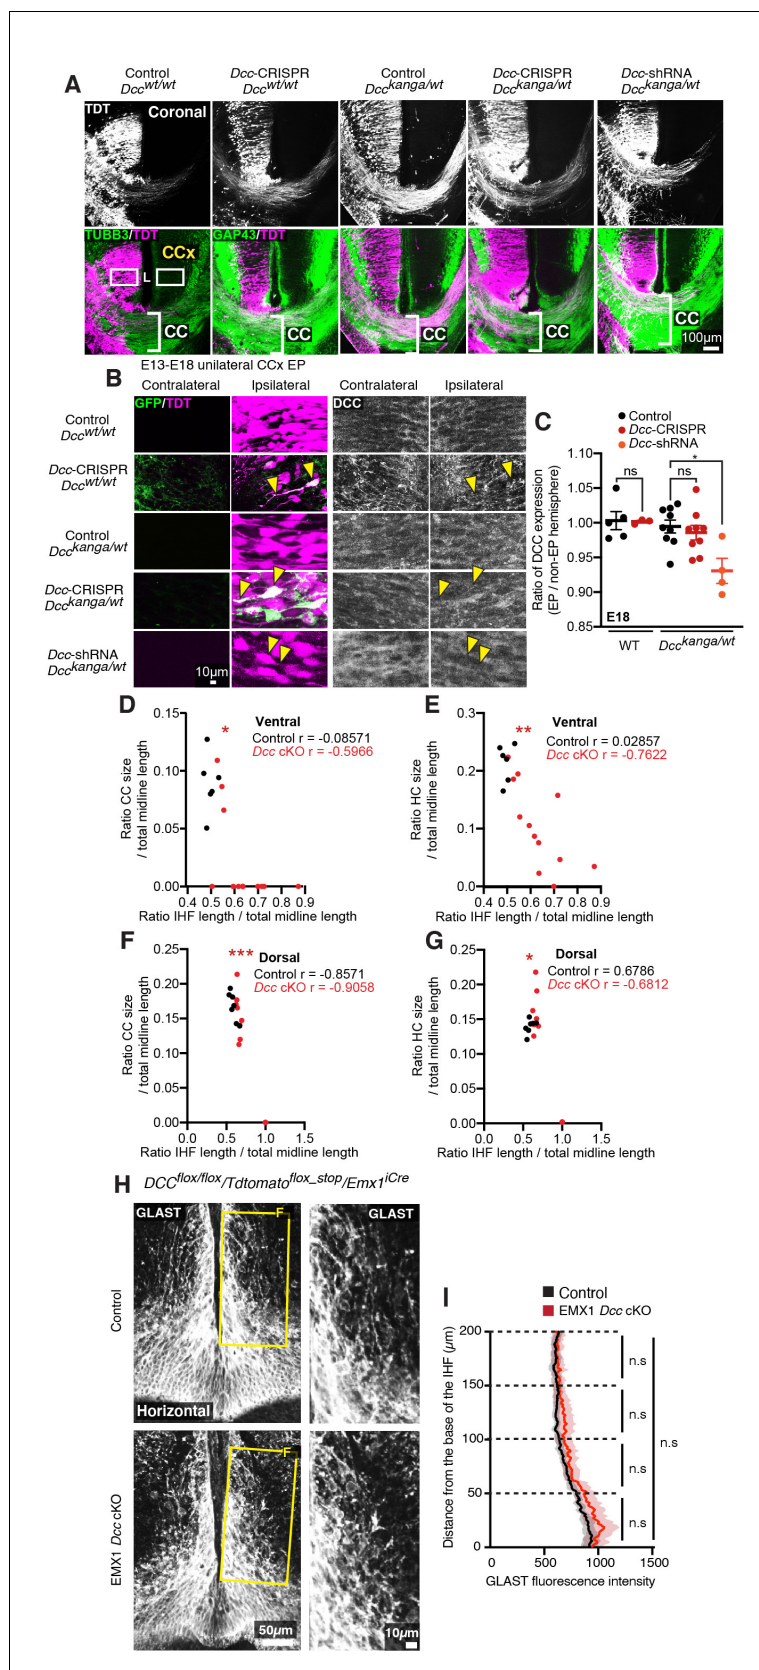 A
Control
Dcc wt/wt
Dcc-CRISPR
Dcc wt/wt
Control
Dcc kanga/wt
Dcc-CRISPR
Dcc kanga/wt
Dcc-shRNA
Dcc kanga/wt
TDT
Coronal
TUBB3/TDT
CCx
L
CC
GAP43/TDT
CC
CC
CC
CC
100µm
E13-E18 unilateral CCx EP
B
Contralateral
Ipsilateral
Contralateral
Ipsilateral
GFP/TDT
DCC
Control
Dcc wt/wt
Dcc-CRISPR
Dcc wt/wt
Control
Dcc kanga/wt
Dcc-CRISPR
Dcc kanga/wt
Dcc-shRNA
Dcc kanga/wt
10µm
C
Control
Dcc-CRISPR
Dcc-shRNA
Ratio of DCC expression
(EP / non-EP hemisphere)
1.10
1.05
1.00
0.95
0.90
0.85
ns
ns
*
E18
WT
Dcc kanga/wt
D
Ventral
Control r = -0.08571
Dcc cKO r = -0.5966
*
Ratio CC size
/ total midline length
0.15
0.10
0.05
0.00
0.4 0.5 0.6 0.7 0.8 0.9
Ratio IHF length / total midline length
E
Ventral
Control r = 0.02857
Dcc cKO r = -0.7622
**
Ratio HC size
/ total midline length
0.3
0.2
0.1
0.0
0.4 0.5 0.6 0.7 0.8 0.9
Ratio IHF length / total midline length
F
Dorsal
Control r = -0.8571
Dcc cKO r = -0.9058
***
Ratio CC size
/ total midline length
0.25
0.20
0.15
0.10
0.05
0.00
0.0 0.5 1.0 1.5
Ratio IHF length / total midline length
G
Dorsal
Control r = 0.6786
Dcc cKO r = -0.6812
*
Ratio HC size
/ total midline length
0.25
0.20
0.15
0.10
0.05
0.00
0.0 0.5 1.0 1.5
Ratio IHF length / total midline length
H
DCC flox/flox/Tdtomato flox_stop/Emx1 iCre
GLAST
F
GLAST
Control
Horizontal
F
EMX1 Dcc cKO
50µm
10µm
I
Control
EMX1 Dcc cKO
Distance from the base of the IHF (µm)
200
150
100
50
0
n.s
n.s
n.s
n.s
n.s
0 500 1000 1500
GLAST fluorescence intensity